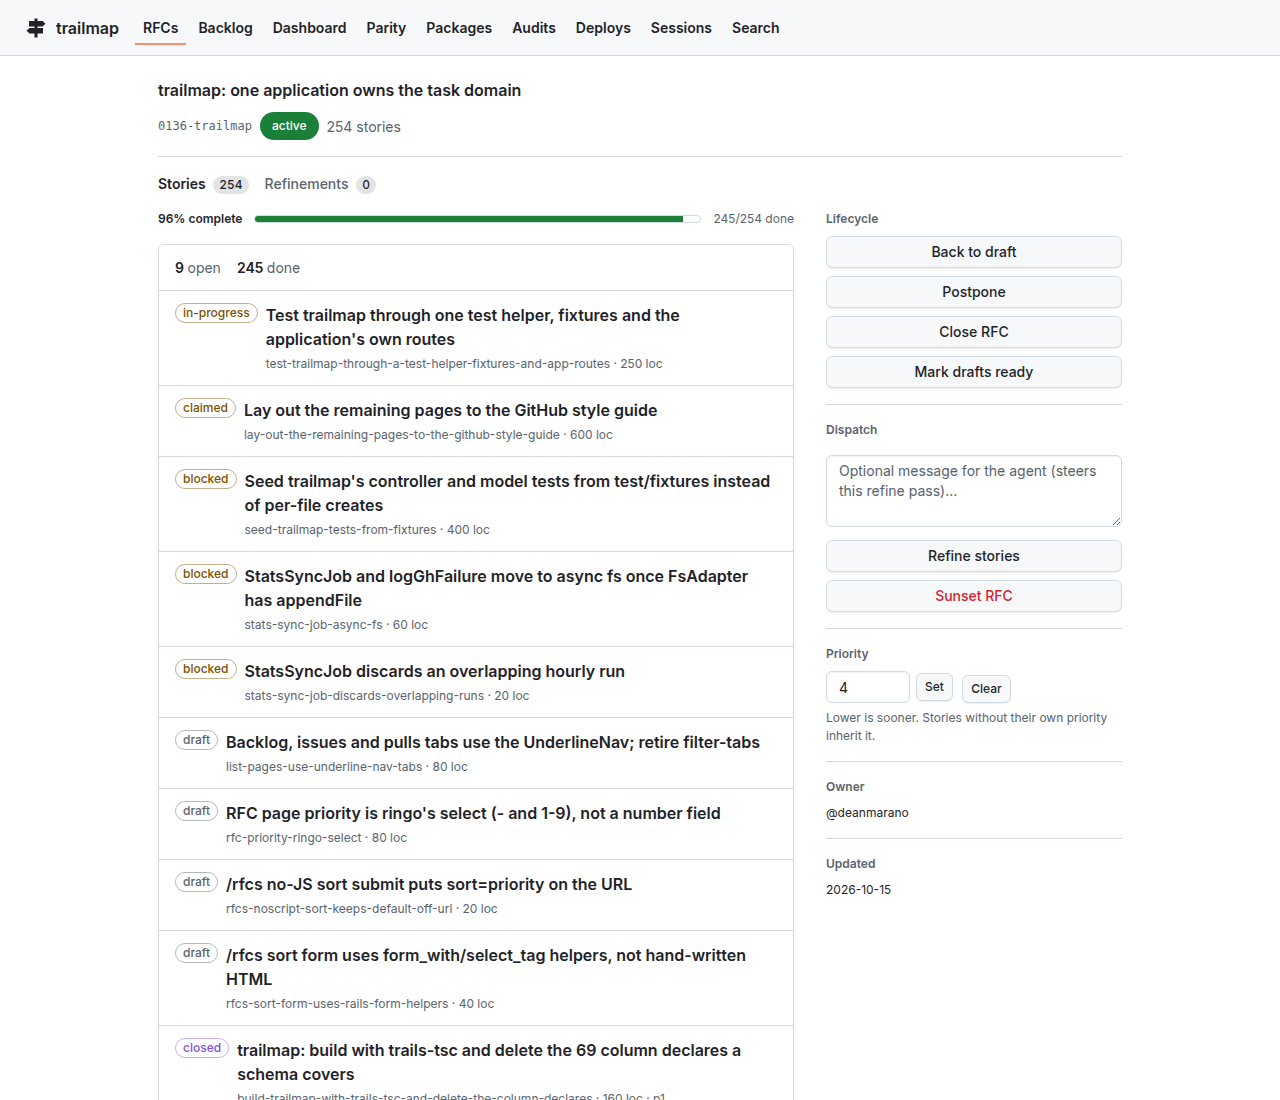 trailmap RFCs Backlog Dashboard Parity Packages Audits Deploys Sessions Search
trailmap: one application owns the task domain
0136-trailmap active 254 stories
Stories 254 Refinements 0
96% complete 245/254 done
9 open 245 done
in-progress Test trailmap through one test helper, fixtures and the
application's own routes
test-trailmap-through-a-test-helper-fixtures-and-app-routes · 250 loc
claimed Lay out the remaining pages to the GitHub style guide
lay-out-the-remaining-pages-to-the-github-style-guide · 600 loc
blocked Seed trailmap's controller and model tests from test/fixtures instead
of per-file creates
seed-trailmap-tests-from-fixtures · 400 loc
blocked StatsSyncJob and logGhFailure move to async fs once FsAdapter
has appendFile
stats-sync-job-async-fs · 60 loc
blocked StatsSyncJob discards an overlapping hourly run
stats-sync-job-discards-overlapping-runs · 20 loc
draft Backlog, issues and pulls tabs use the UnderlineNav; retire filter-tabs
list-pages-use-underline-nav-tabs · 80 loc
draft RFC page priority is ringo's select (- and 1-9), not a number field
rfc-priority-ringo-select · 80 loc
draft /rfcs no-JS sort submit puts sort=priority on the URL
rfcs-noscript-sort-keeps-default-off-url · 20 loc
draft /rfcs sort form uses form_with/select_tag helpers, not hand-written
HTML
rfcs-sort-form-uses-rails-form-helpers · 40 loc
closed trailmap: build with trails-tsc and delete the 69 column declares a
schema covers
build-trailmap-with-trails-tsc-and-delete-the-column-declares · 160 loc · p1
Lifecycle
Back to draft
Postpone
Close RFC
Mark drafts ready
Dispatch
Optional message for the agent (steers
this refine pass)...
Refine stories
Sunset RFC
Priority
4 Set Clear
Lower is sooner. Stories without their own priority
inherit it.
Owner
@deanmarano
Updated
2026-10-15